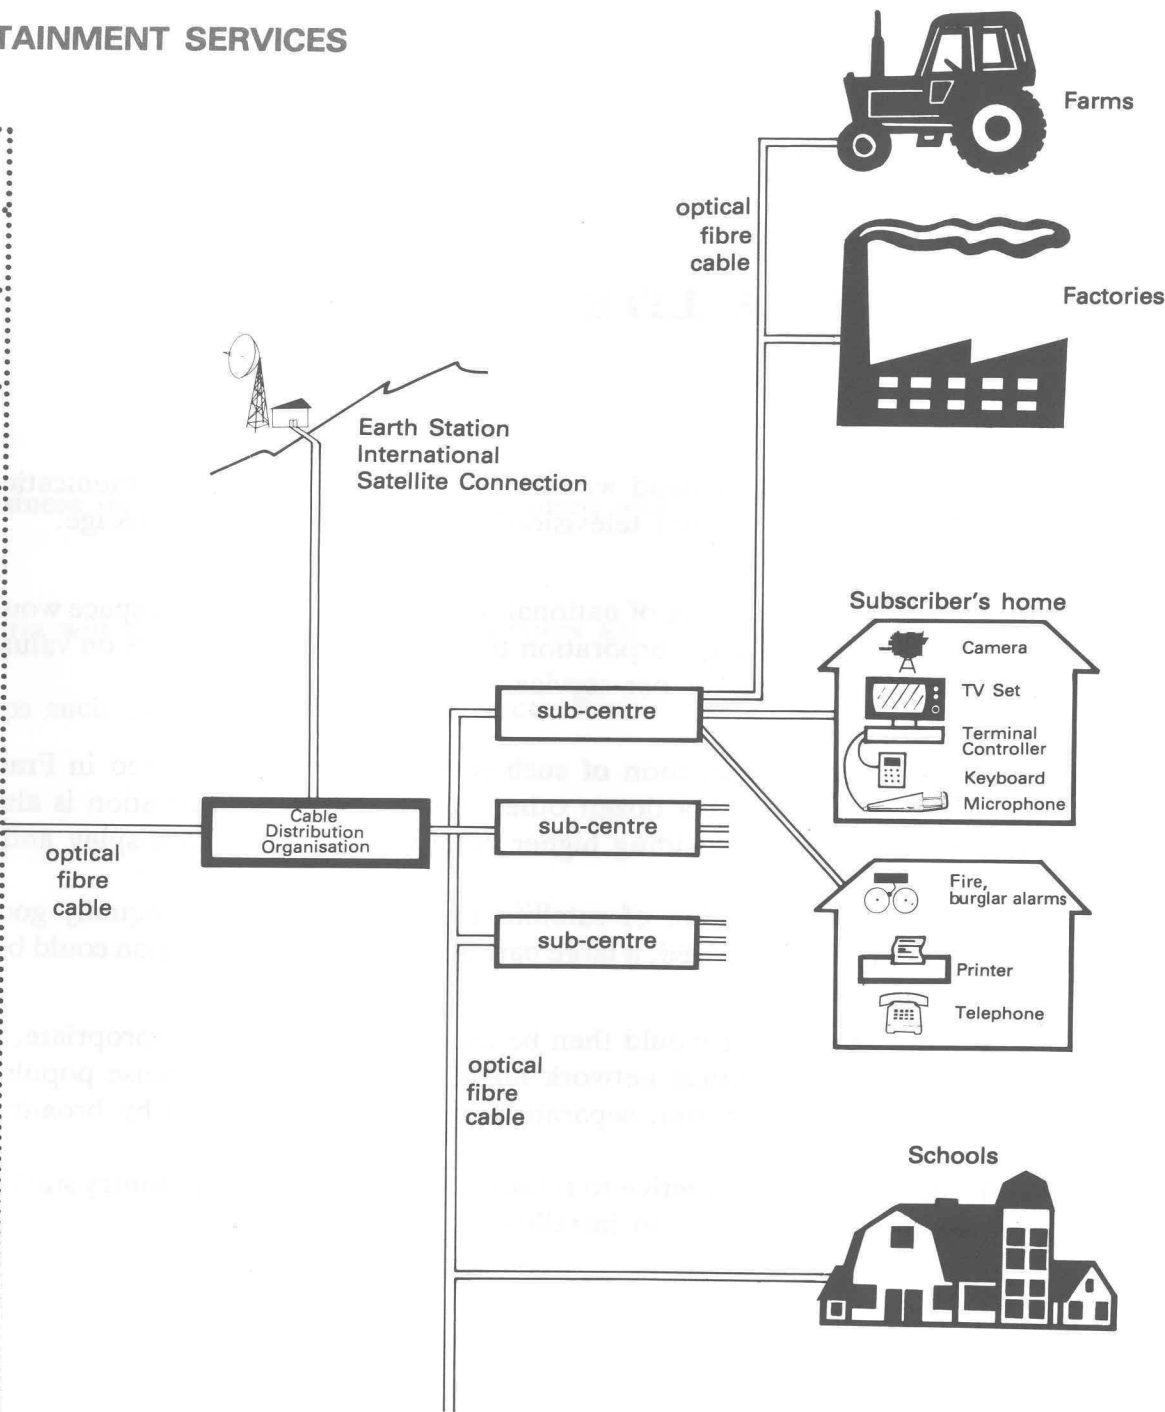 TAINMENT SERVICES
Farms
optical
fibre
cable
Factories
Earth Station
International
Satellite Connection
Subscriber's home
Camera
TV Set
Terminal
Controller
Keyboard
Microphone
sub-centre
Cable
Distribution
Organisation
sub-centre
optical
fibre
cable
Fire,
burglar alarms
sub-centre
Printer
Telephone
optical
fibre
cable
Schools